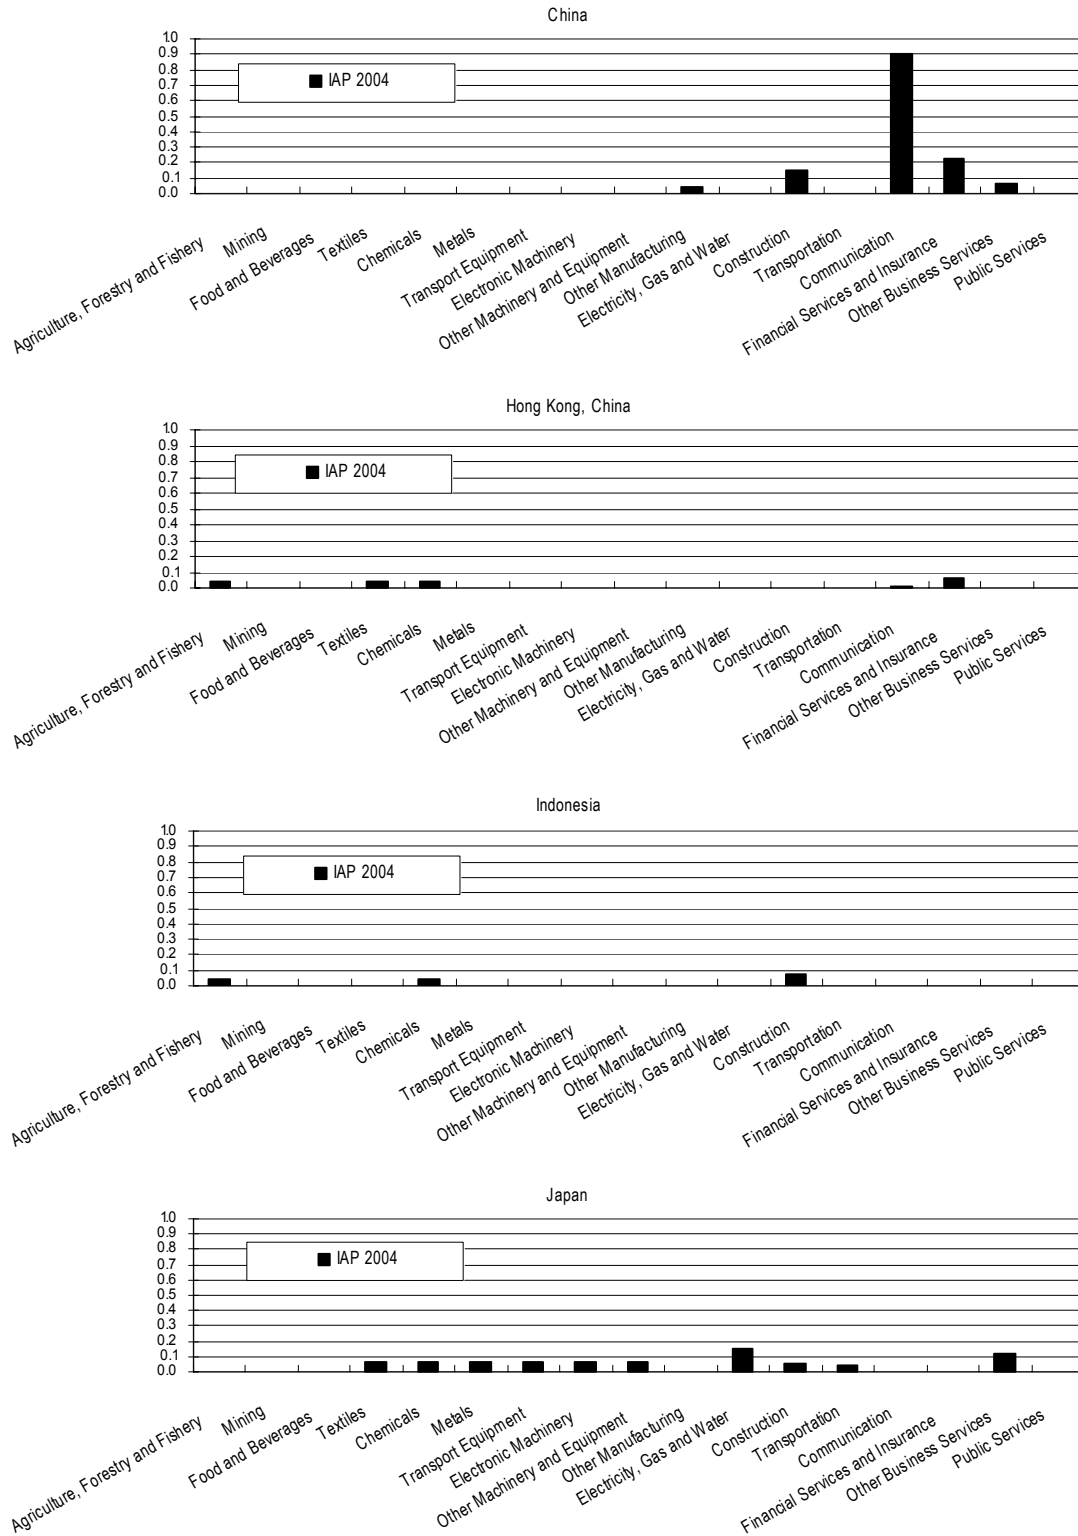 China
1.0
0.9
0.8
0.7
0.6
0.5
0.4
0.3
0.2
0.1
0.0
IAP 2004
Agriculture, Forestry and Fishery
Mining
Food and Beverages
Textiles
Chemicals
Metals
Transport Equipment
Electronic Machinery
Other Machinery and Equipment
Other Manufacturing
Electricity, Gas and Water
Construction
Transportation
Communication
Financial Services and Insurance
Other Business Services
Public Services
Hong Kong, China
1.0
0.9
0.8
0.7
0.6
0.5
0.4
0.3
0.2
0.1
0.0
IAP 2004
Agriculture, Forestry and Fishery
Mining
Food and Beverages
Textiles
Chemicals
Metals
Transport Equipment
Electronic Machinery
Other Machinery and Equipment
Other Manufacturing
Electricity, Gas and Water
Construction
Transportation
Communication
Financial Services and Insurance
Other Business Services
Public Services
Indonesia
1.0
0.9
0.8
0.7
0.6
0.5
0.4
0.3
0.2
0.1
0.0
IAP 2004
Agriculture, Forestry and Fishery
Mining
Food and Beverages
Textiles
Chemicals
Metals
Transport Equipment
Electronic Machinery
Other Machinery and Equipment
Other Manufacturing
Electricity, Gas and Water
Construction
Transportation
Communication
Financial Services and Insurance
Other Business Services
Public Services
Japan
1.0
0.9
0.8
0.7
0.6
0.5
0.4
0.3
0.2
0.1
0.0
IAP 2004
Agriculture, Forestry and Fishery
Mining
Food and Beverages
Textiles
Chemicals
Metals
Transport Equipment
Electronic Machinery
Other Machinery and Equipment
Other Manufacturing
Electricity, Gas and Water
Construction
Transportation
Communication
Financial Services and Insurance
Other Business Services
Public Services